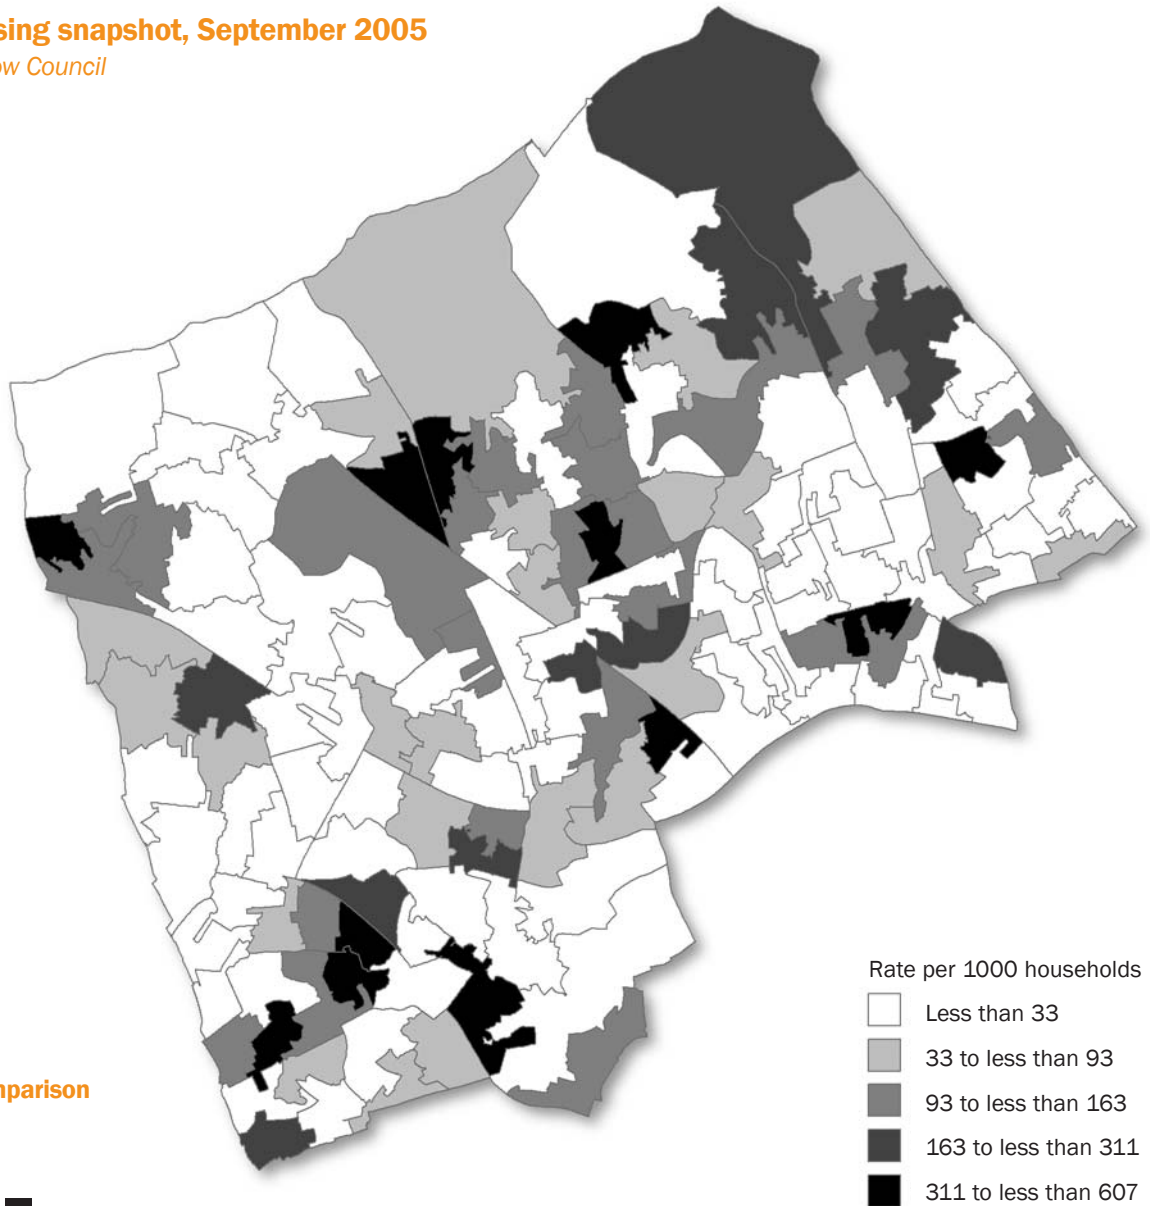 sing snapshot, September 2005
ow Council
Rate per 1000 households
Less than 33
33 to less than 93
93 to less than 163
163 to less than 311
311 to less than 607
nparison